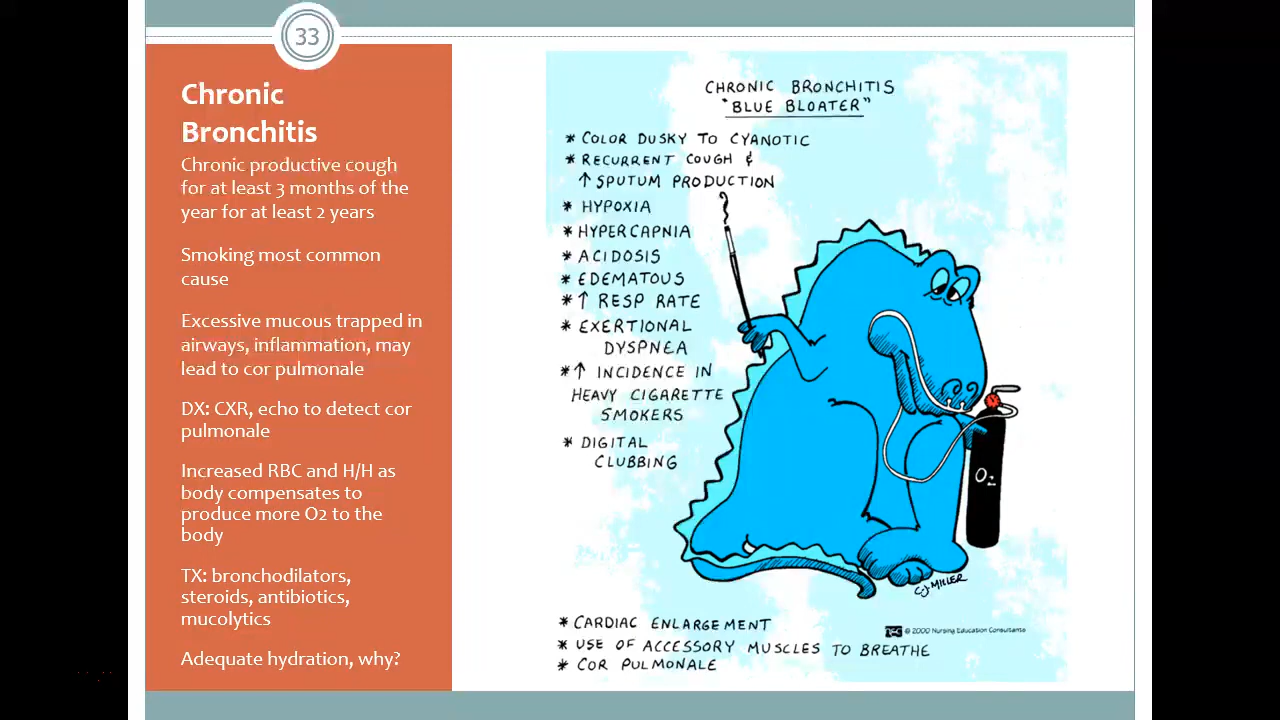 33
Chronic
Bronchitis
Chronic productive cough
for at least 3 months of the
year for at least 2 years
Smoking most common
cause
Excessive mucous trapped in
airways, inflammation, may
lead to cor pulmonale
DX: CXR, echo to detect cor
pulmonale
Increased RBC and H/H as
body compensates to
produce more O2 to the
body
TX: bronchodilators,
steroids, antibiotics,
mucolytics
Adequate hydration, why?
CHRONIC BRONCHITIS
"BLUE BLOATER"
* COLOR DUSKY TO CYANOTIC
* RECURRENT COUGH &
↑ SPUTUM PRODUCTION
* HYPOXIA
* HYPERCAPNIA
* ACIDOSIS
* EDEMATOUS
* ↑ RESP RATE
* EXERTIONAL
DYSPNEA
* ↑ INCIDENCE IN
HEAVY CIGARETTE
SMOKERS
* DIGITAL
CLUBBING
O2
CJ MILLER
© 2000 Nursing Education Consultants
* CARDIAC ENLARGEMENT
* USE OF ACCESSORY MUSCLES TO BREATHE
* COR PULMONALE